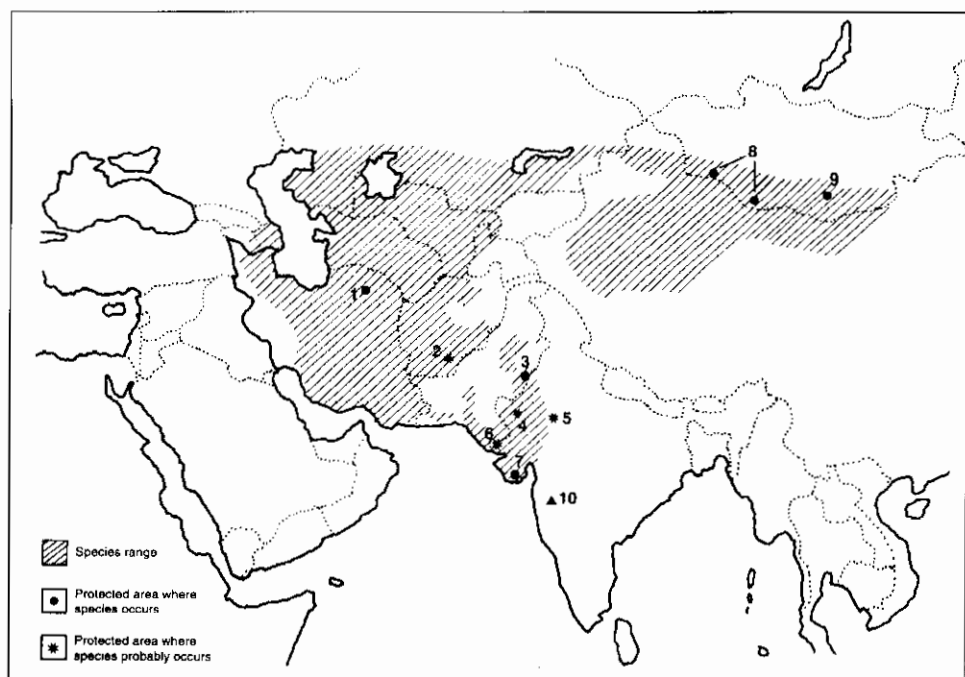 8
9
1
2
3
4
5
6
10
Species range
Protected area where
species occurs
Protected area where
species probably occurs